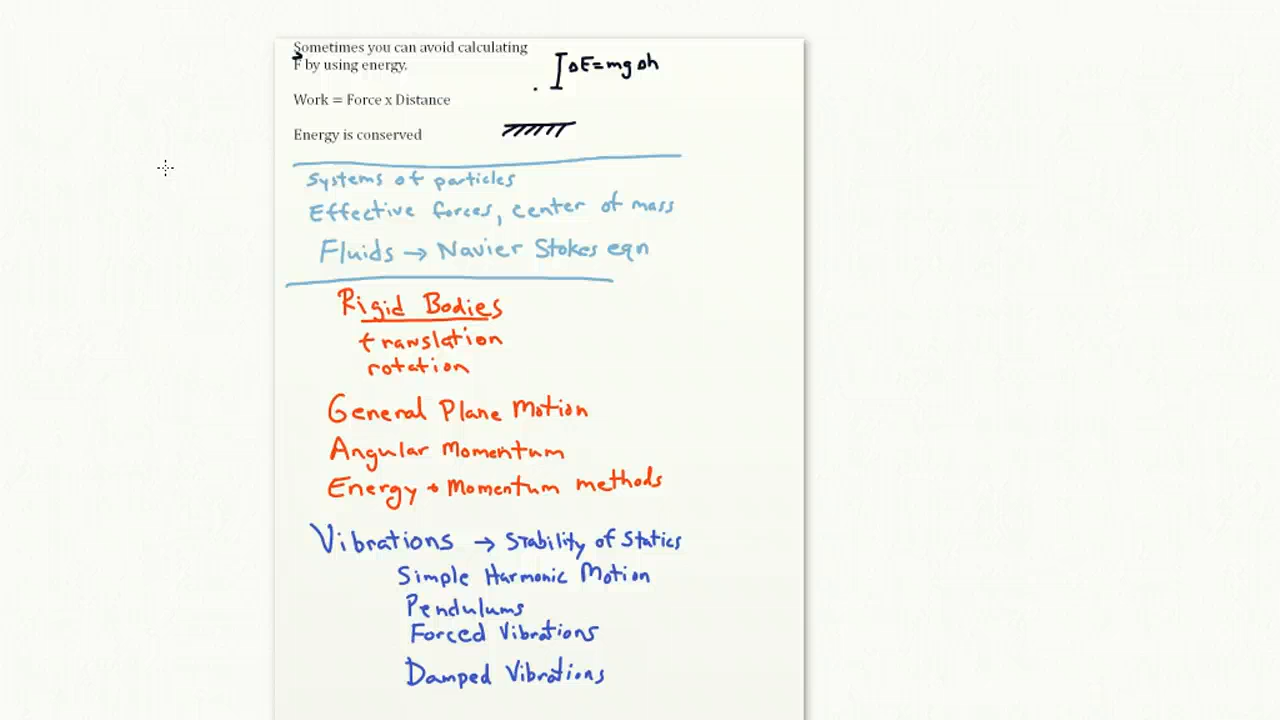 Sometimes you can avoid calculating
F by using energy.
ΔE=mgΔh
Work = Force x Distance
Energy is conserved
Systems of particles
Effective forces, center of mass
Fluids → Navier Stokes eqn
Rigid Bodies
translation
rotation
General Plane Motion
Angular Momentum
Energy + Momentum methods
Vibrations → Stability of Statics
Simple Harmonic Motion
Pendulums
Forced Vibrations
Damped Vibrations